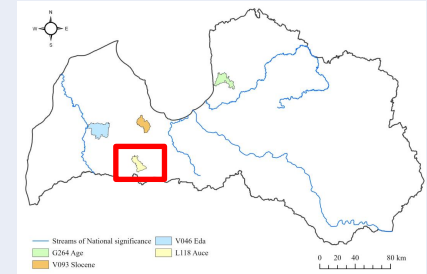 N
W E
S
Streams of National significance
G264 Age
V093 Slocene
V046 Eda
L118 Auce
0 20 40 80 km